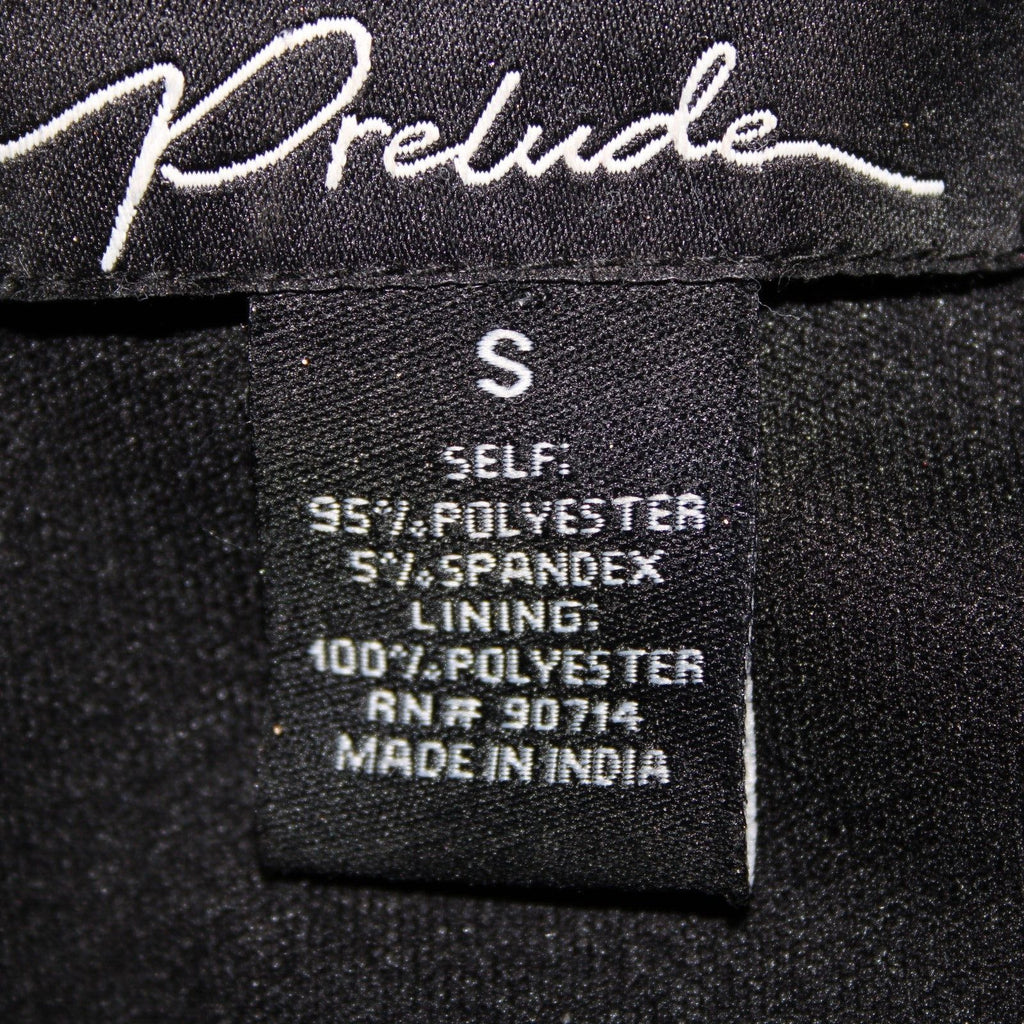 Prelude
S
SELF:
95% POLYESTER
5% SPANDEX
LINING:
100% POLYESTER
RN# 90714
MADE IN INDIA